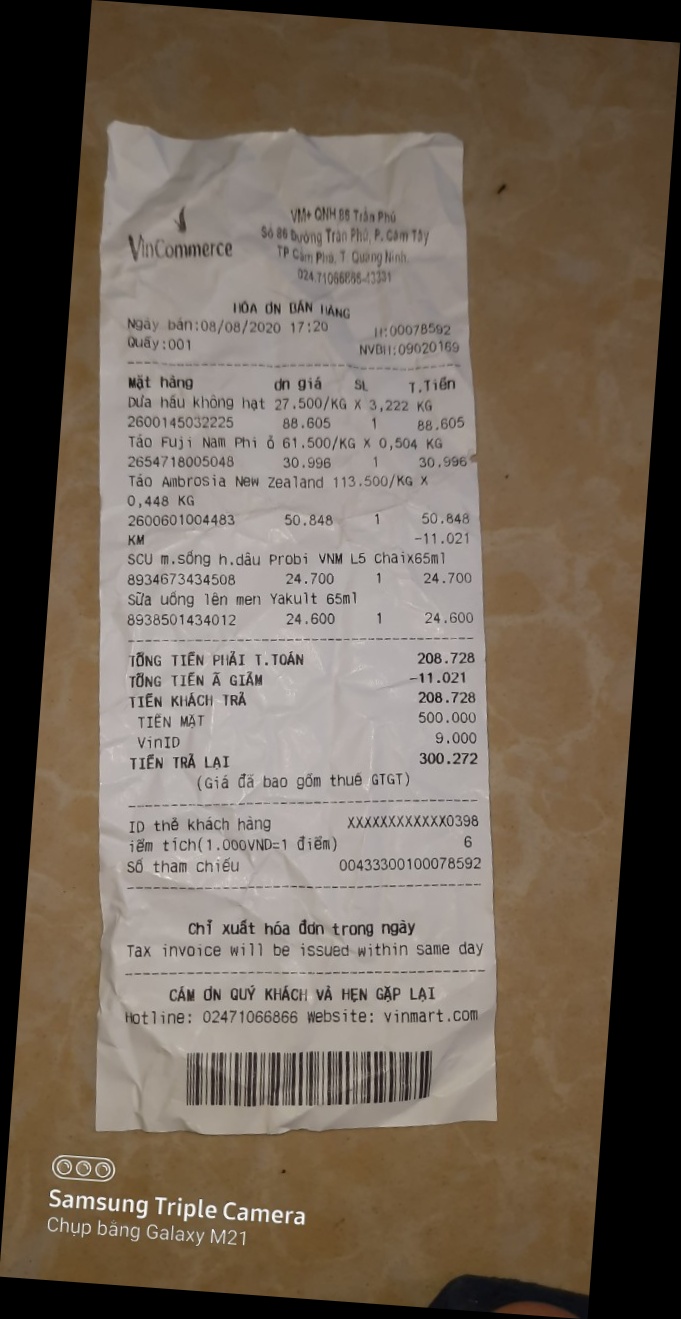 VinCommerce
VM+ QNH 86 Trần Phú
Số 86 Đường Trần Phú, P. Cẩm Tây
TP Cẩm Phả, T. Quảng Ninh
024.71066866-43331
HÓA ƠN BÁN HÀNG
Ngày bán:08/08/2020 17:20 H:00078592
Quầy:001 NVBH:09020169
Mặt hàng ơn giá SL T.Tiền
Dưa hấu không hạt 27.500/KG X 3,222 KG
2600145032225 88.605 1 88.605
Táo Fuji Nam Phi ỏ 61.500/KG X 0,504 KG
2654718005048 30.996 1 30.996
Táo Ambrosia New Zealand 113.500/KG X
0,448 KG
2600601004483 50.848 1 50.848
KM -11.021
SCU m.sống h.dâu Probi VNM L5 Chaix65ml
8934673434508 24.700 1 24.700
Sữa uống lên men Yakult 65ml
8938501434012 24.600 1 24.600
TỔNG TIỀN PHẢI T.TOÁN 208.728
TỔNG TIỀN Ã GIẢM -11.021
TIỀN KHÁCH TRẢ 208.728
TIỀN MẶT 500.000
VinID 9.000
TIỀN TRẢ LẠI 300.272
(Giá đã bao gồm thuế GTGT)
ID thẻ khách hàng XXXXXXXXXXXX0398
iểm tích(1.000VND=1 điểm) 6
Số tham chiếu 00433300100078592
Chỉ xuất hóa đơn trong ngày
Tax invoice will be issued within same day
CẢM ƠN QUÝ KHÁCH VÀ HẸN GẶP LẠI
Hotline: 02471066866 Website: vinmart.com
Samsung Triple Camera
Chụp bằng Galaxy M21